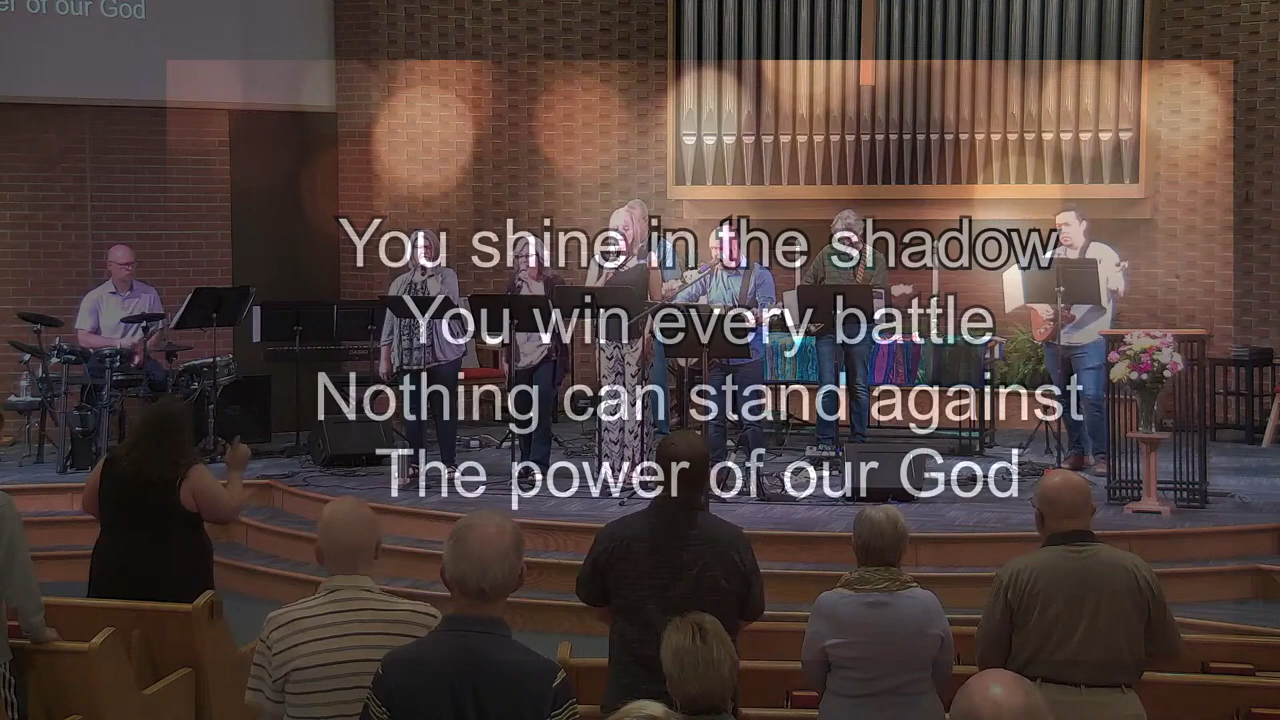 er of our God
You shine in the shadow
You win every battle
Nothing can stand against
The power of our God